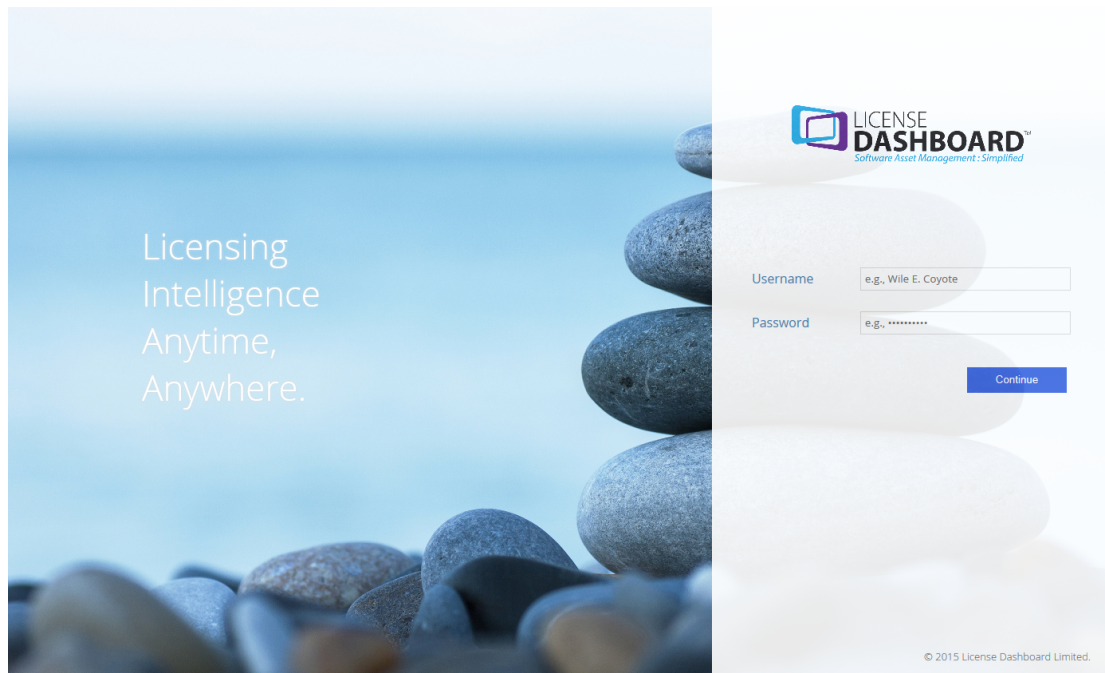 Licensing
Intelligence
Anytime,
Anywhere.
LICENSE
DASHBOARD
Software Asset Management : Simplified
Username
e.g., Wile E. Coyote
Password
e.g., ••••••••••
Continue
© 2015 License Dashboard Limited.